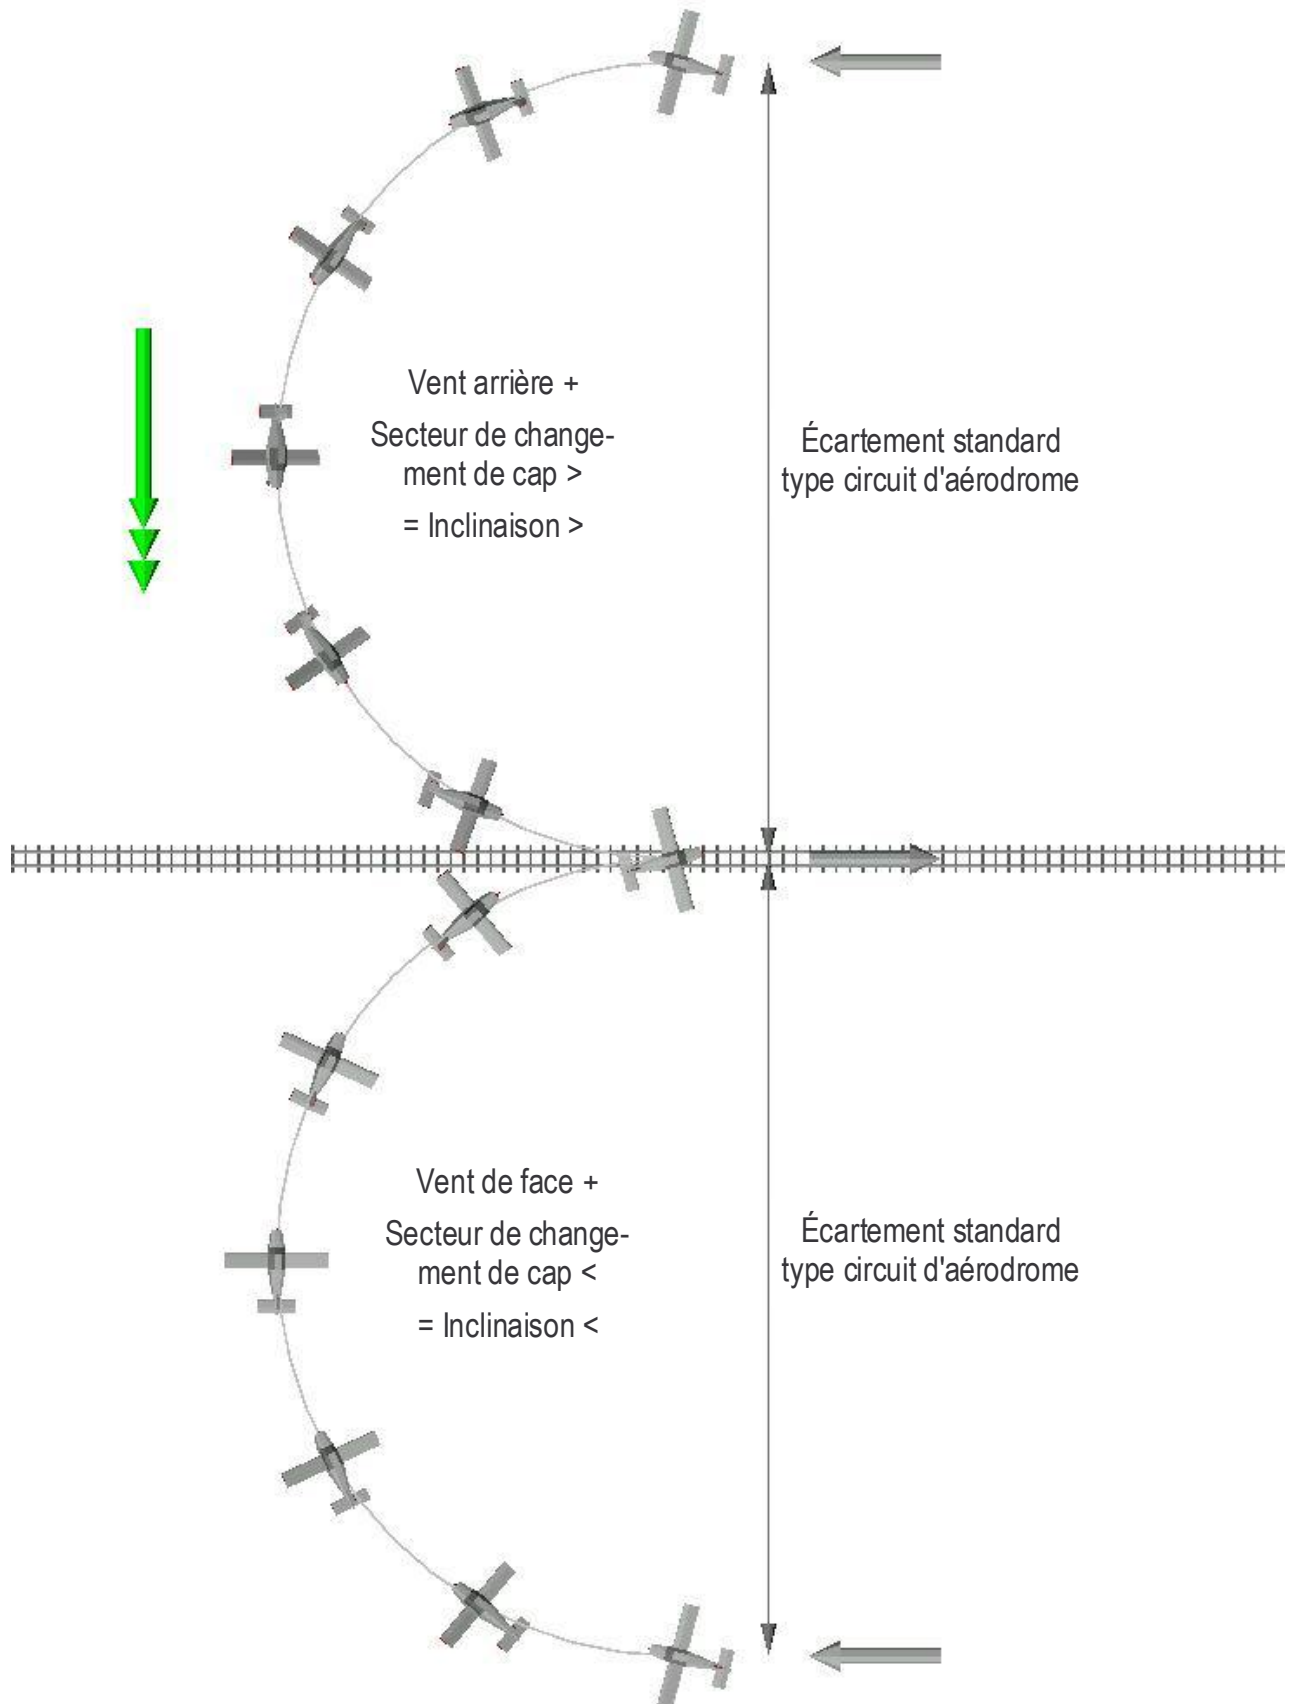 Vent arrière +
Secteur de change-
ment de cap >
= Inclinaison >
Écartement standard
type circuit d'aérodrome
Vent de face +
Secteur de change-
ment de cap <
= Inclinaison <
Écartement standard
type circuit d'aérodrome